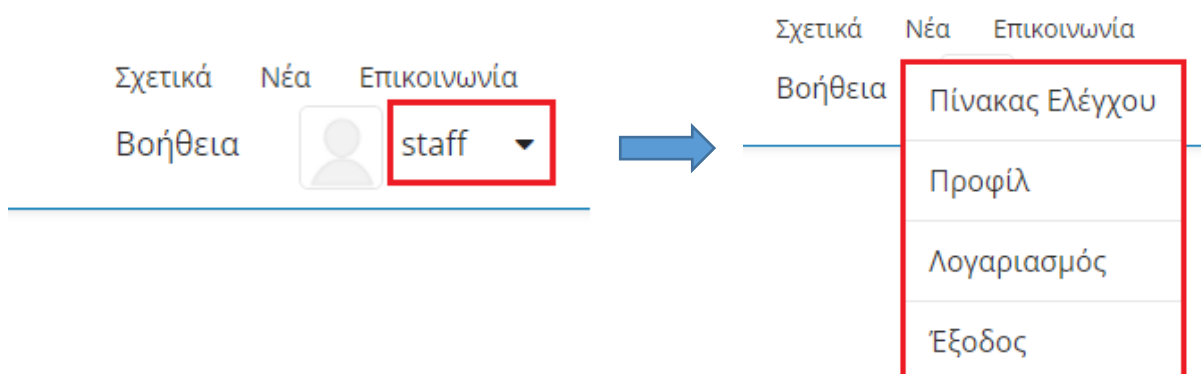 Σχετικά Νέα Επικοινωνία
Βοήθεια staff
Σχετικά Νέα Επικοινωνία
Βοήθεια
Πίνακας Ελέγχου
Προφίλ
Λογαριασμός
Έξοδος